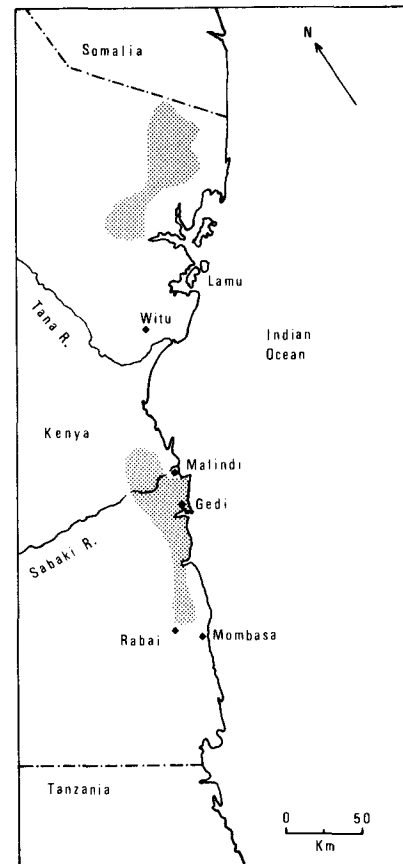 Somalia
N
Lamu
Witu
Tana R.
Indian
Ocean
Kenya
Malindi
Gedi
Sabaki R.
Rabai
Mombasa
Tanzania
0 50
Km